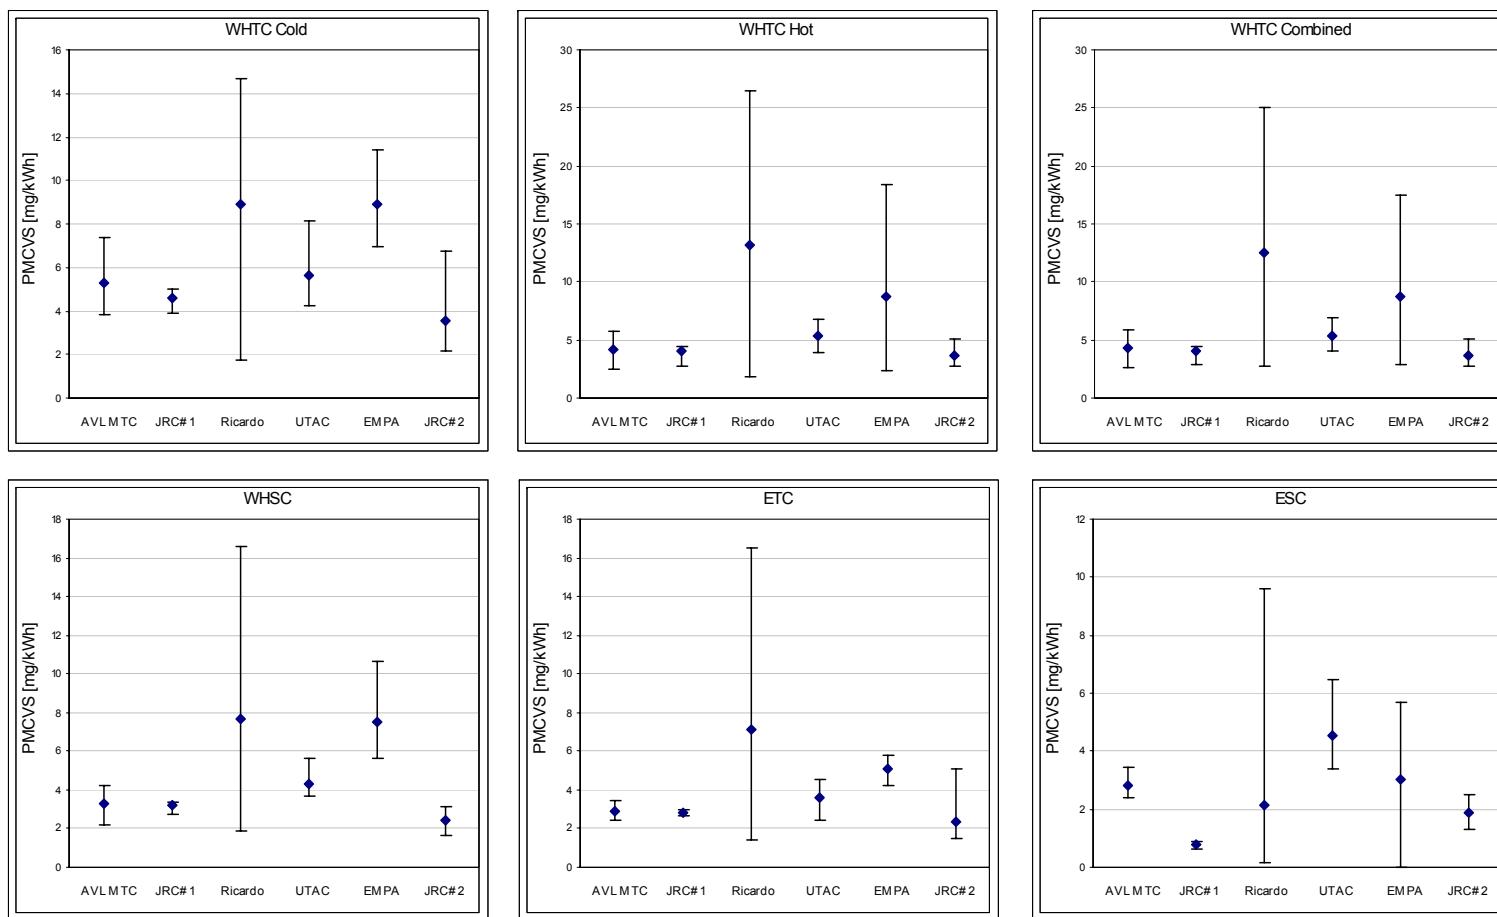 WHTC Cold
16
14
12
10
8
6
4
2
0
PMCVS [mg/kWh]
AVL MTC JRC#1 Ricardo UTAC EMPA JRC#2
WHTC Hot
30
25
20
15
10
5
0
PMCVS [mg/kWh]
AVL MTC JRC#1 Ricardo UTAC EMPA JRC#2
WHTC Combined
30
25
20
15
10
5
0
PMCVS [mg/kWh]
AVL MTC JRC#1 Ricardo UTAC EMPA JRC#2
WHSC
18
16
14
12
10
8
6
4
2
0
PMCVS [mg/kWh]
AVL MTC JRC#1 Ricardo UTAC EMPA JRC#2
ETC
18
16
14
12
10
8
6
4
2
0
PMCVS [mg/kWh]
AVL MTC JRC#1 Ricardo UTAC EMPA JRC#2
ESC
12
10
8
6
4
2
0
PMCVS [mg/kWh]
AVL MTC JRC#1 Ricardo UTAC EMPA JRC#2